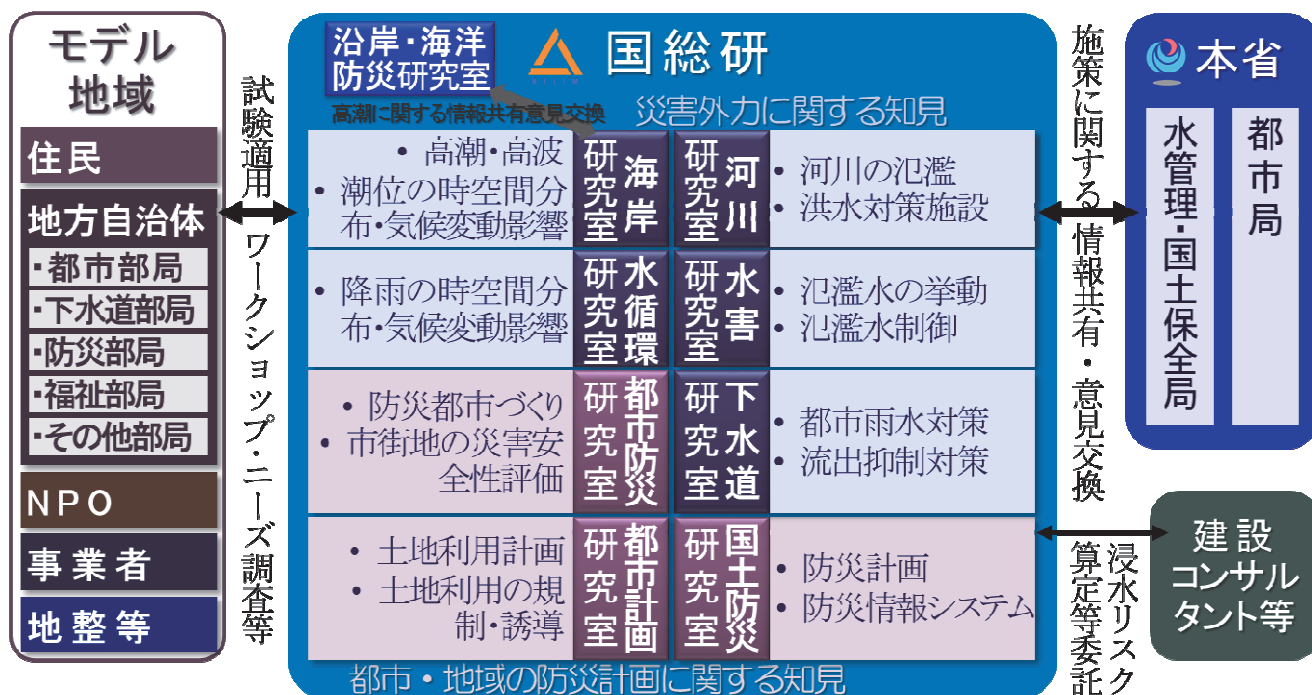 モデル
地域
住民
地方自治体
・都市部局
・下水道部局
・防災部局
・福祉部局
・その他部局
NPO
事業者
地整等
試験適用
ワークショップ・ニーズ調査等
沿岸・海洋
防災研究室
国総研
高潮に関する情報共有意見交換
災害外力に関する知見
• 高潮・高波
• 潮位の時空間分
布・気候変動影響
海岸
研究室
河川
研究室
• 河川の氾濫
• 洪水対策施設
• 降雨の時空間分
布・気候変動影響
水循環
研究室
水害
研究室
• 氾濫水の挙動
• 氾濫水制御
• 防災都市づくり
• 市街地の災害安
全性評価
都市防災
研究室
下水道
研究室
• 都市雨水対策
• 流出抑制対策
• 土地利用計画
• 土地利用の規
制・誘導
都市計画
研究室
国土防災
研究室
• 防災計画
• 防災情報システム
都市・地域の防災計画に関する知見
施策に関する情報共有・意見交換
本省
都市局
水管理・国土保全局
浸水リスク
算定等委託
建設
コンサル
タント等